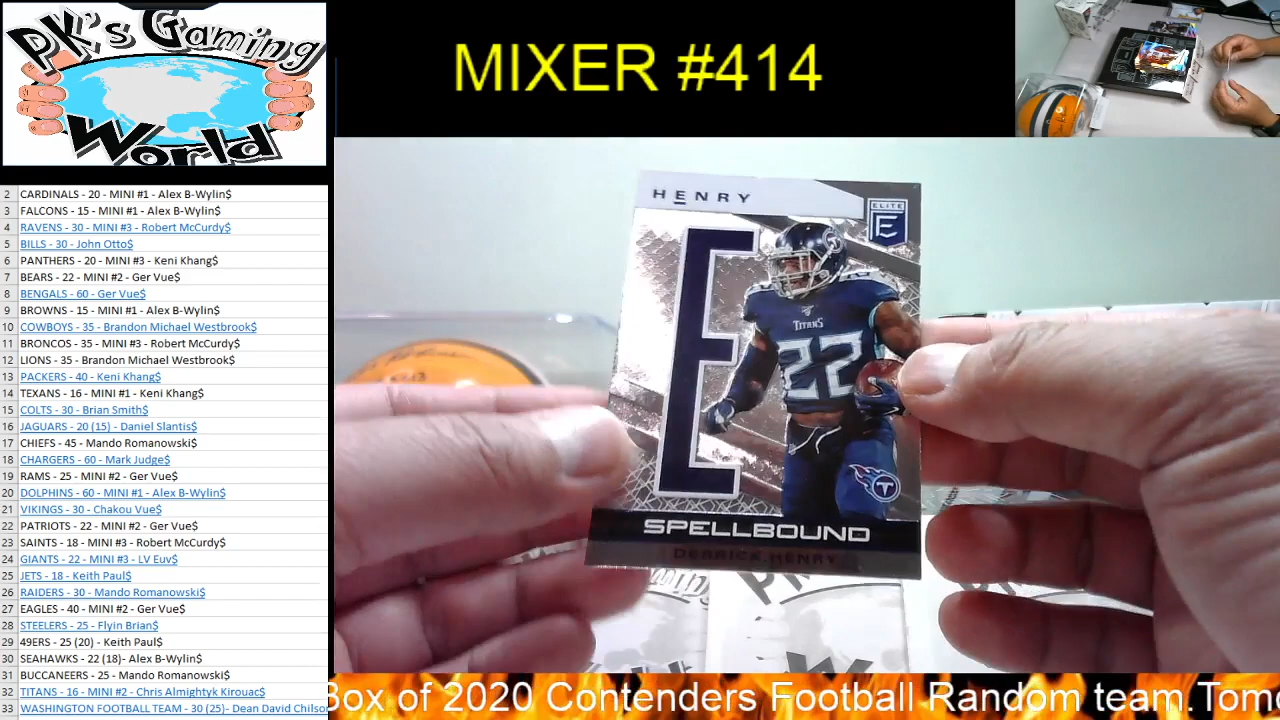 PK's Gaming
World
MIXER #414
2 CARDINALS - 20 - MINI #1 - Alex B-Wylin$
3 FALCONS - 15 - MINI #1 - Alex B-Wylin$
4 RAVENS - 30 - MINI #3 - Robert McCurdy$
5 BILLS - 30 - John Otto$
6 PANTHERS - 20 - MINI #3 - Keni Khang$
7 BEARS - 22 - MINI #2 - Ger Vue$
8 BENGALS - 60 - Ger Vue$
9 BROWNS - 15 - MINI #1 - Alex B-Wylin$
10 COWBOYS - 35 - Brandon Michael Westbrook$
11 BRONCOS - 35 - MINI #3 - Robert McCurdy$
12 LIONS - 35 - Brandon Michael Westbrook$
13 PACKERS - 40 - Keni Khang$
14 TEXANS - 16 - MINI #1 - Keni Khang$
15 COLTS - 30 - Brian Smith$
16 JAGUARS - 20 (15) - Daniel Slantis$
17 CHIEFS - 45 - Mando Romanowski$
18 CHARGERS - 60 - Mark Judge$
19 RAMS - 25 - MINI #2 - Ger Vue$
20 DOLPHINS - 60 - MINI #1 - Alex B-Wylin$
21 VIKINGS - 30 - Chakou Vue$
22 PATRIOTS - 22 - MINI #2 - Ger Vue$
23 SAINTS - 18 - MINI #3 - Robert McCurdy$
24 GIANTS - 22 - MINI #3 - LV Euv$
25 JETS - 18 - Keith Paul$
26 RAIDERS - 30 - Mando Romanowski$
27 EAGLES - 40 - MINI #2 - Ger Vue$
28 STEELERS - 25 - Flyin Brian$
29 49ERS - 25 (20) - Keith Paul$
30 SEAHAWKS - 22 (18)- Alex B-Wylin$
31 BUCCANEERS - 25 - Mando Romanowski$
32 TITANS - 16 - MINI #2 - Chris Almightyk Kirouac$
33 WASHINGTON FOOTBALL TEAM - 30 (25)- Dean David Chilso
HENRY
ELITE
E
E
TITANS
22
T
SPELLBOUND
DERRICK HENRY
Gaming
PK
W
Box of 2020 Contenders Football Random team.Tom